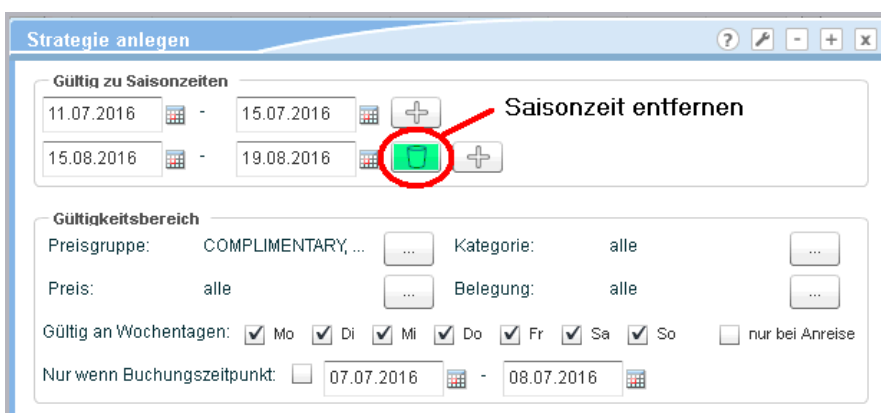 Strategie anlegen
Gültig zu Saisonzeiten
11.07.2016 - 15.07.2016 Saisonzeit entfernen
15.08.2016 - 19.08.2016
Gültigkeitsbereich
Preisgruppe: COMPLIMENTARY, ... ... Kategorie: alle ...
Preis: alle ... Belegung: alle ...
Gültig an Wochentagen: Mo Di Mi Do Fr Sa So nur bei Anreise
Nur wenn Buchungszeitpunkt: 07.07.2016 - 08.07.2016